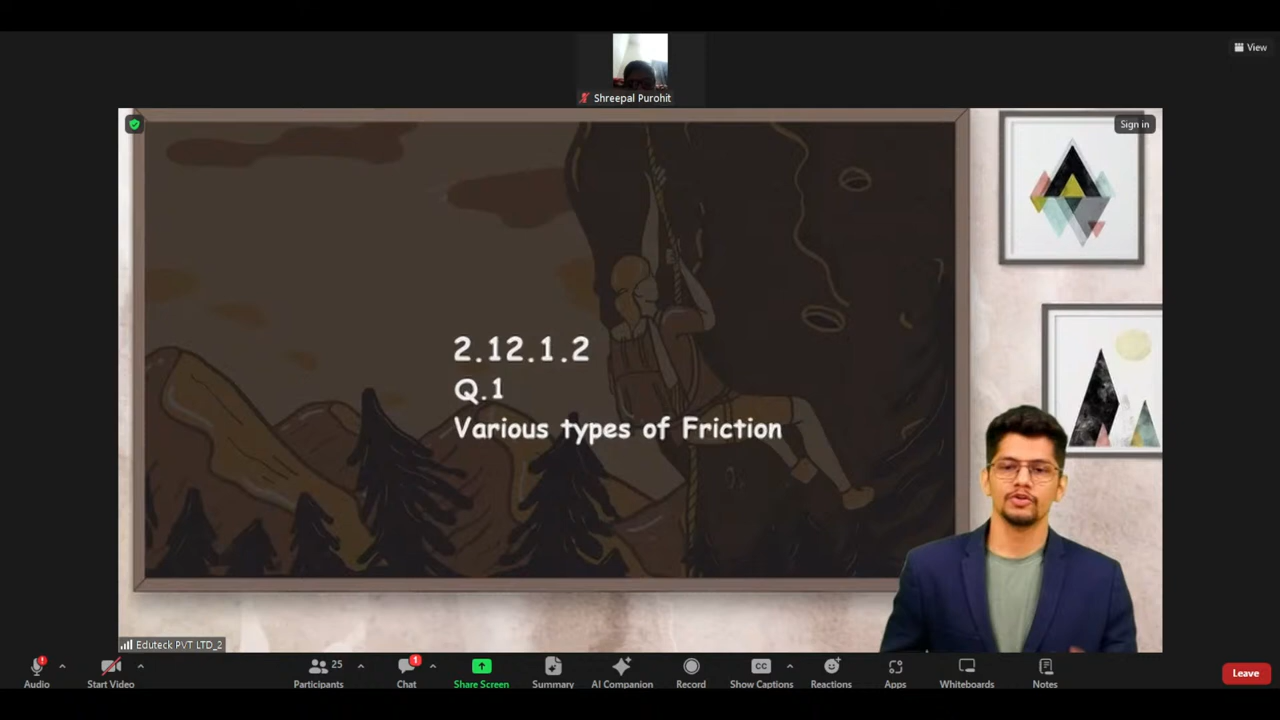 View
Shreepal Purohit
Sign in
2.12.1.2
Q.1
Various types of Friction
Eduteck PVT LTD_2
Audio
Start Video
25
Participants
1
Chat
Share Screen
Summary
AI Companion
Record
CC
Show Captions
Reactions
Apps
Whiteboards
Notes
Leave